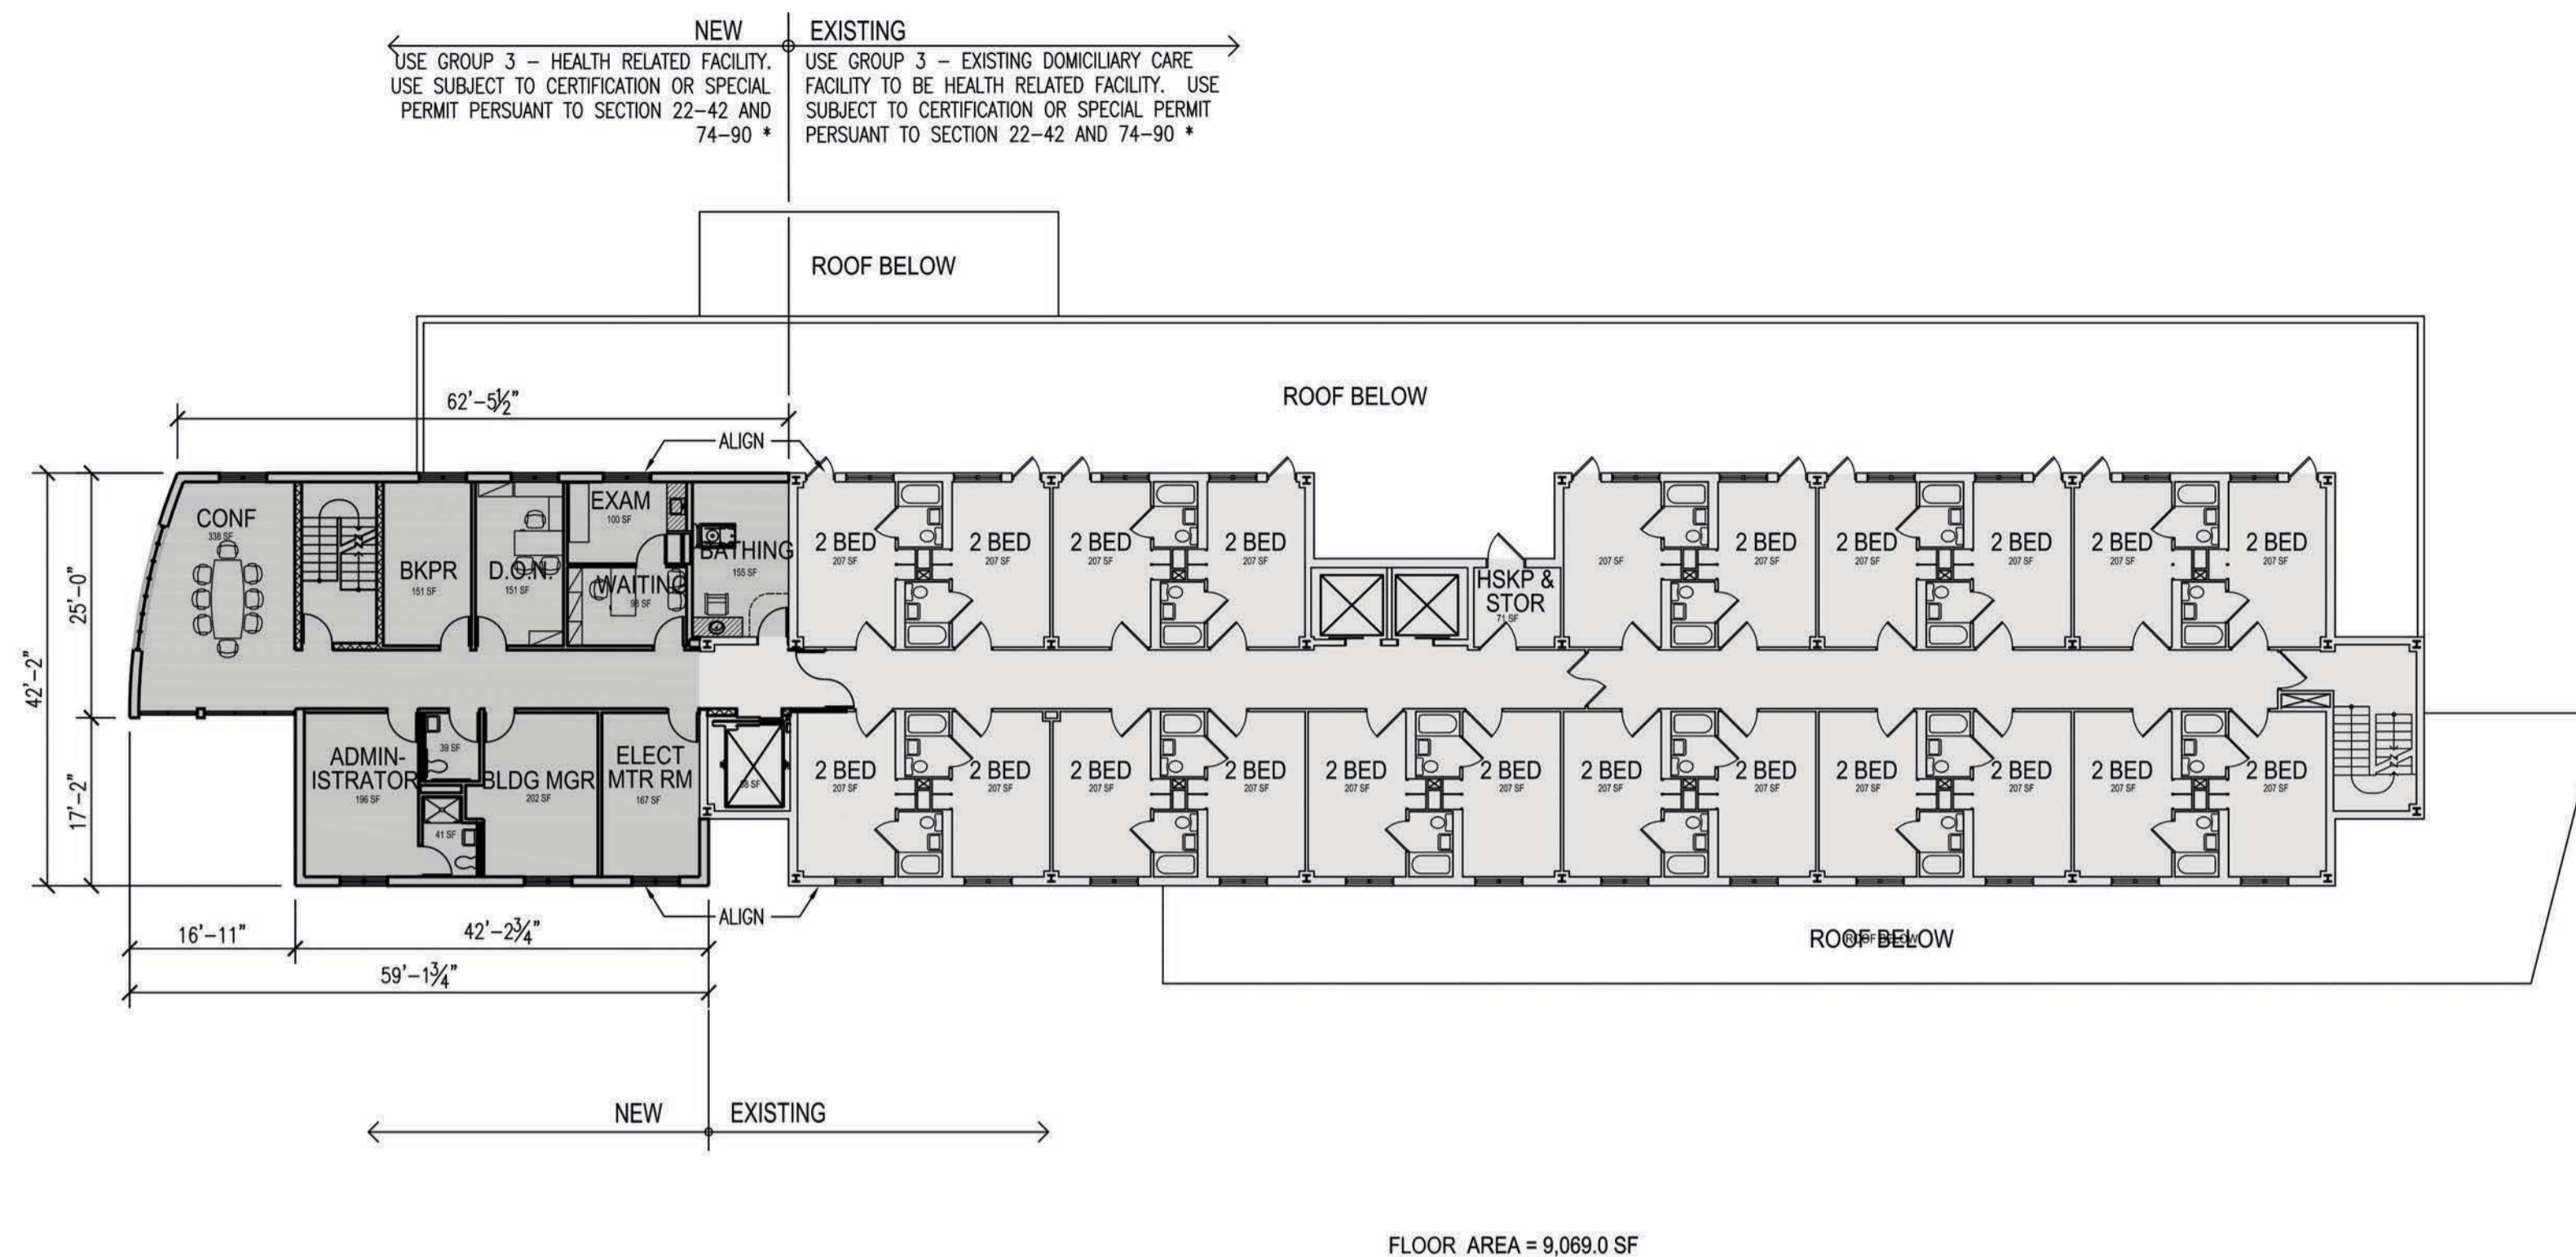 NEW
EXISTING
USE GROUP 3 – HEALTH RELATED FACILITY.
USE SUBJECT TO CERTIFICATION OR SPECIAL
PERMIT PERSUANT TO SECTION 22–42 AND
74–90 *
USE GROUP 3 – EXISTING DOMICILIARY CARE
FACILITY TO BE HEALTH RELATED FACILITY. USE
SUBJECT TO CERTIFICATION OR SPECIAL PERMIT
PERSUANT TO SECTION 22–42 AND 74–90 *
ROOF BELOW
ROOF BELOW
62'–5½"
ALIGN
42'–2"
25'–0"
17'–2"
CONF
338 SF
BKPR
151 SF
D.O.N.
151 SF
EXAM
100 SF
WAITING
98 SF
BATHING
155 SF
2 BED
207 SF
2 BED
207 SF
2 BED
207 SF
2 BED
207 SF
HSKP &
STOR
71 SF
207 SF
2 BED
207 SF
2 BED
207 SF
2 BED
207 SF
2 BED
207 SF
2 BED
207 SF
ADMIN-
ISTRATOR
196 SF
39 SF
41 SF
BLDG MGR
202 SF
ELECT
MTR RM
167 SF
2 BED
207 SF
2 BED
207 SF
2 BED
207 SF
2 BED
207 SF
2 BED
207 SF
2 BED
207 SF
2 BED
207 SF
2 BED
207 SF
2 BED
207 SF
2 BED
207 SF
2 BED
207 SF
2 BED
207 SF
ALIGN
16'–11"
42'–2¾"
59'–1¾"
ROOF BELOW
ROOF BELOW
NEW
EXISTING
FLOOR AREA = 9,069.0 SF